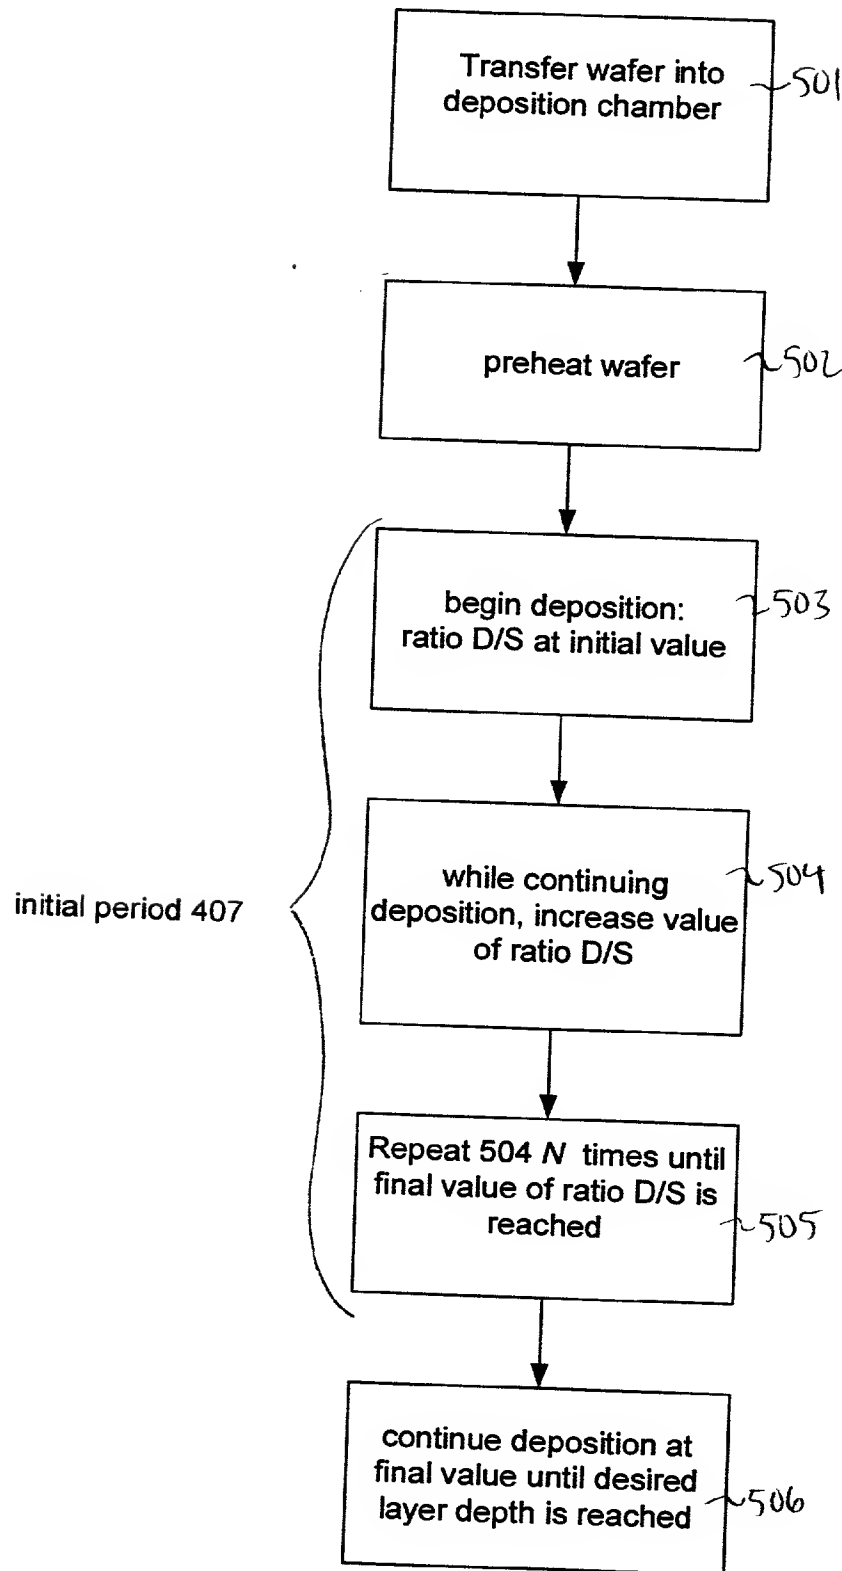 Transfer wafer into
deposition chamber
501
preheat wafer
502
begin deposition:
ratio D/S at initial value
503
initial period 407
while continuing
deposition, increase value
of ratio D/S
504
Repeat 504 N times until
final value of ratio D/S is
reached
505
continue deposition at
final value until desired
layer depth is reached
506